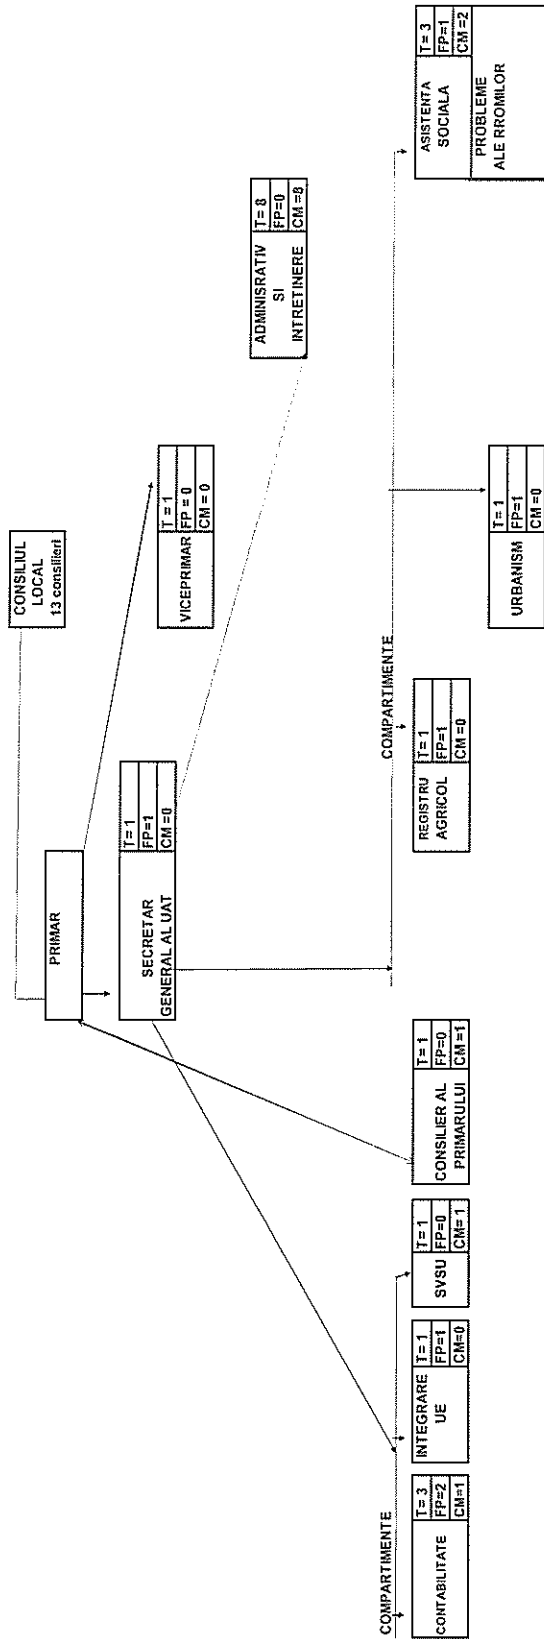 CONSILIUL
LOCAL
13 consilieri
PRIMAR
VICEPRIMAR
T= 1
FP = 0
CM = 0
SECRETAR
GENERAL AL UAT
T= 1
FP=1
CM =0
ADMINISRATIV
SI
INTRETINERE
T= 8
FP=0
CM =8
COMPARTIMENTE
CONTABILITATE
T= 3
FP=2
CM=1
INTEGRARE
UE
T= 1
FP=1
CM=0
SVSU
T= 1
FP=0
CM= 1
CONSILIER AL
PRIMARULUI
T= 1
FP=0
CM =1
COMPARTIMENTE
REGISTRU
AGRICOL
T= 1
FP=1
CM =0
URBANISM
T= 1
FP=1
CM =0
ASISTENTA
SOCIALA
T= 3
FP=1
CM =2
PROBLEME
ALE RROMILOR